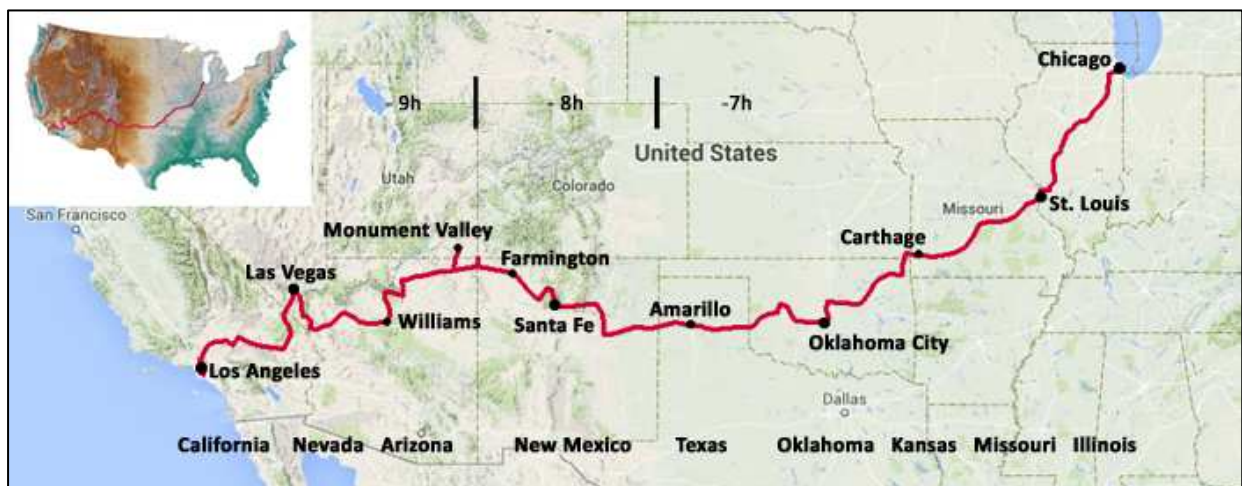 Chicago
- 9h
- 8h
-7h
United States
Utah
Colorado
San Francisco
Missouri
St. Louis
Monument Valley
Carthage
Farmington
Las Vegas
Amarillo
Williams
Santa Fe
Oklahoma City
Los Angeles
Dallas
California Nevada Arizona New Mexico Texas Oklahoma Kansas Missouri Illinois